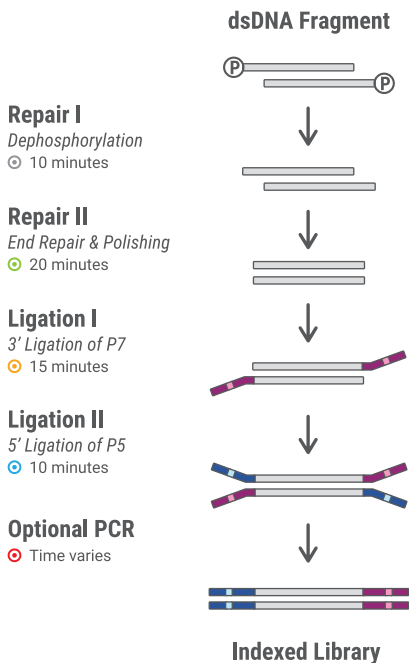 dsDNA Fragment
P
P
Repair I
Dephosphorylation
10 minutes
Repair II
End Repair & Polishing
20 minutes
Ligation I
3' Ligation of P7
15 minutes
Ligation II
5' Ligation of P5
10 minutes
Optional PCR
Time varies
Indexed Library